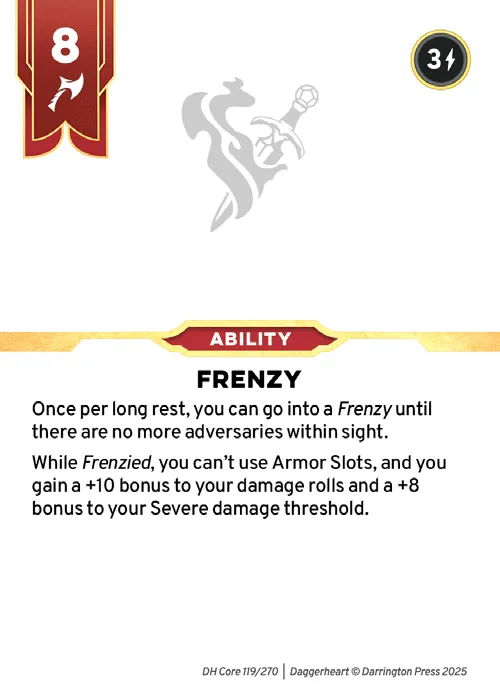 8
3
ABILITY
FRENZY
Once per long rest, you can go into a Frenzy until
there are no more adversaries within sight.
While Frenzied, you can’t use Armor Slots, and you
gain a +10 bonus to your damage rolls and a +8
bonus to your Severe damage threshold.
DH Core 119/270 | Daggerheart © Darrington Press 2025